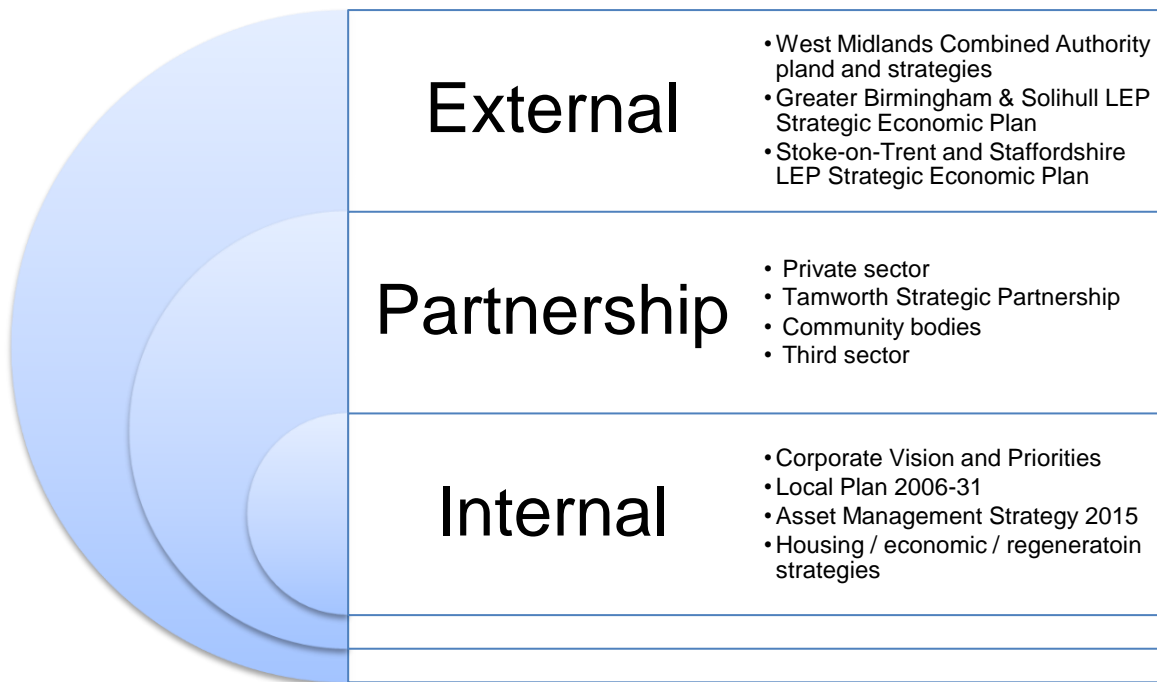 External
•West Midlands Combined Authority
pland and strategies
•Greater Birmingham & Solihull LEP
Strategic Economic Plan
•Stoke-on-Trent and Staffordshire
LEP Strategic Economic Plan
Partnership
• Private sector
• Tamworth Strategic Partnership
• Community bodies
• Third sector
Internal
•Corporate Vision and Priorities
•Local Plan 2006-31
•Asset Management Strategy 2015
•Housing / economic / regeneratoin
strategies